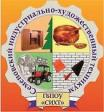 Семеновский индустриально-художественный техникум
ГБПОУ
«СИХТ»